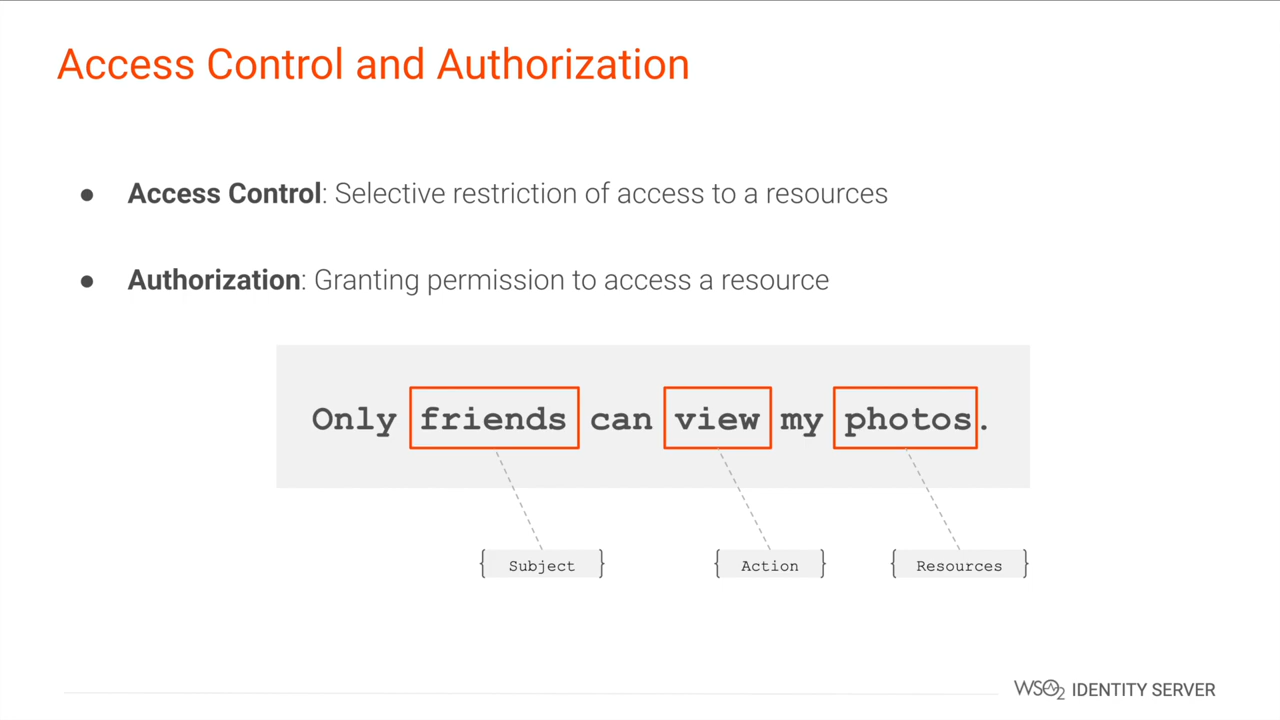 Access Control and Authorization
● Access Control: Selective restriction of access to a resources
● Authorization: Granting permission to access a resource
Only friends can view my photos.
{ Subject } { Action } { Resources }
WSO2 IDENTITY SERVER